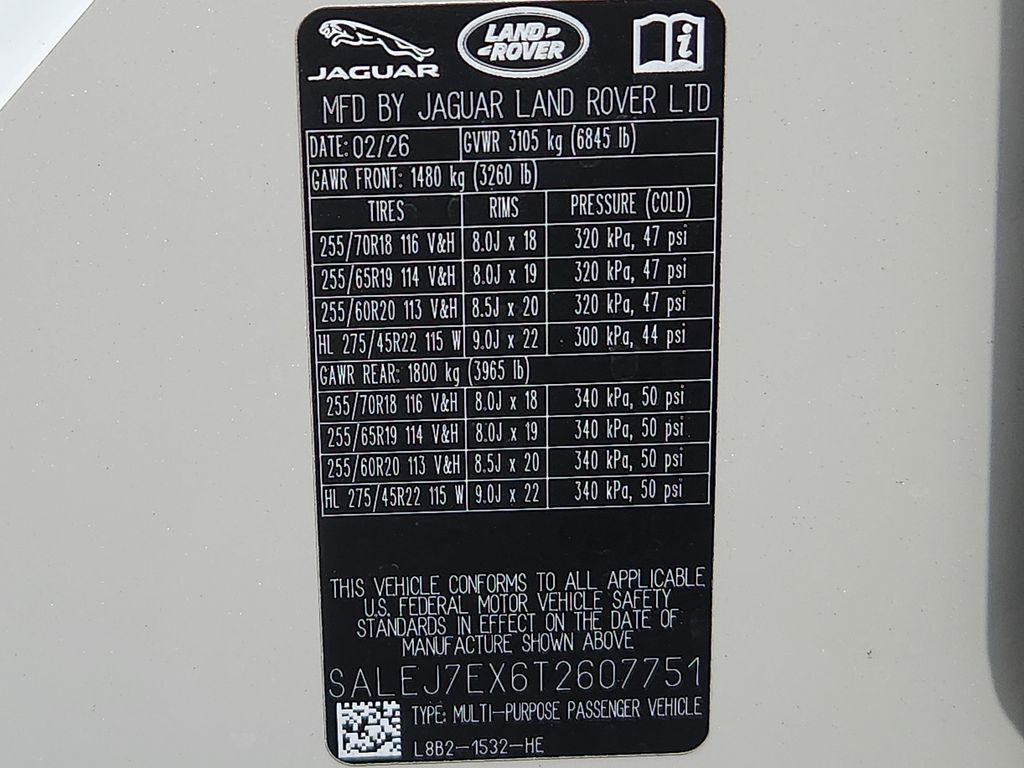 JAGUAR LAND ROVER
MFD BY JAGUAR LAND ROVER LTD
DATE: 02/26 GVWR 3105 kg (6845 lb)
GAWR FRONT: 1480 kg (3260 lb)
TIRES RIMS PRESSURE (COLD)
255/70R18 116 V&H 8.0J x 18 320 kPa, 47 psi
255/65R19 114 V&H 8.0J x 19 320 kPa, 47 psi
255/60R20 113 V&H 8.5J x 20 320 kPa, 47 psi
HL 275/45R22 115 W 9.0J x 22 300 kPa, 44 psi
GAWR REAR: 1800 kg (3965 lb)
255/70R18 116 V&H 8.0J x 18 340 kPa, 50 psi
255/65R19 114 V&H 8.0J x 19 340 kPa, 50 psi
255/60R20 113 V&H 8.5J x 20 340 kPa, 50 psi
HL 275/45R22 115 W 9.0J x 22 340 kPa, 50 psi
THIS VEHICLE CONFORMS TO ALL APPLICABLE
U.S. FEDERAL MOTOR VEHICLE SAFETY
STANDARDS IN EFFECT ON THE DATE OF
MANUFACTURE SHOWN ABOVE
SALEJ7EX6T2607751
TYPE: MULTI-PURPOSE PASSENGER VEHICLE
L8B2-1532-HE